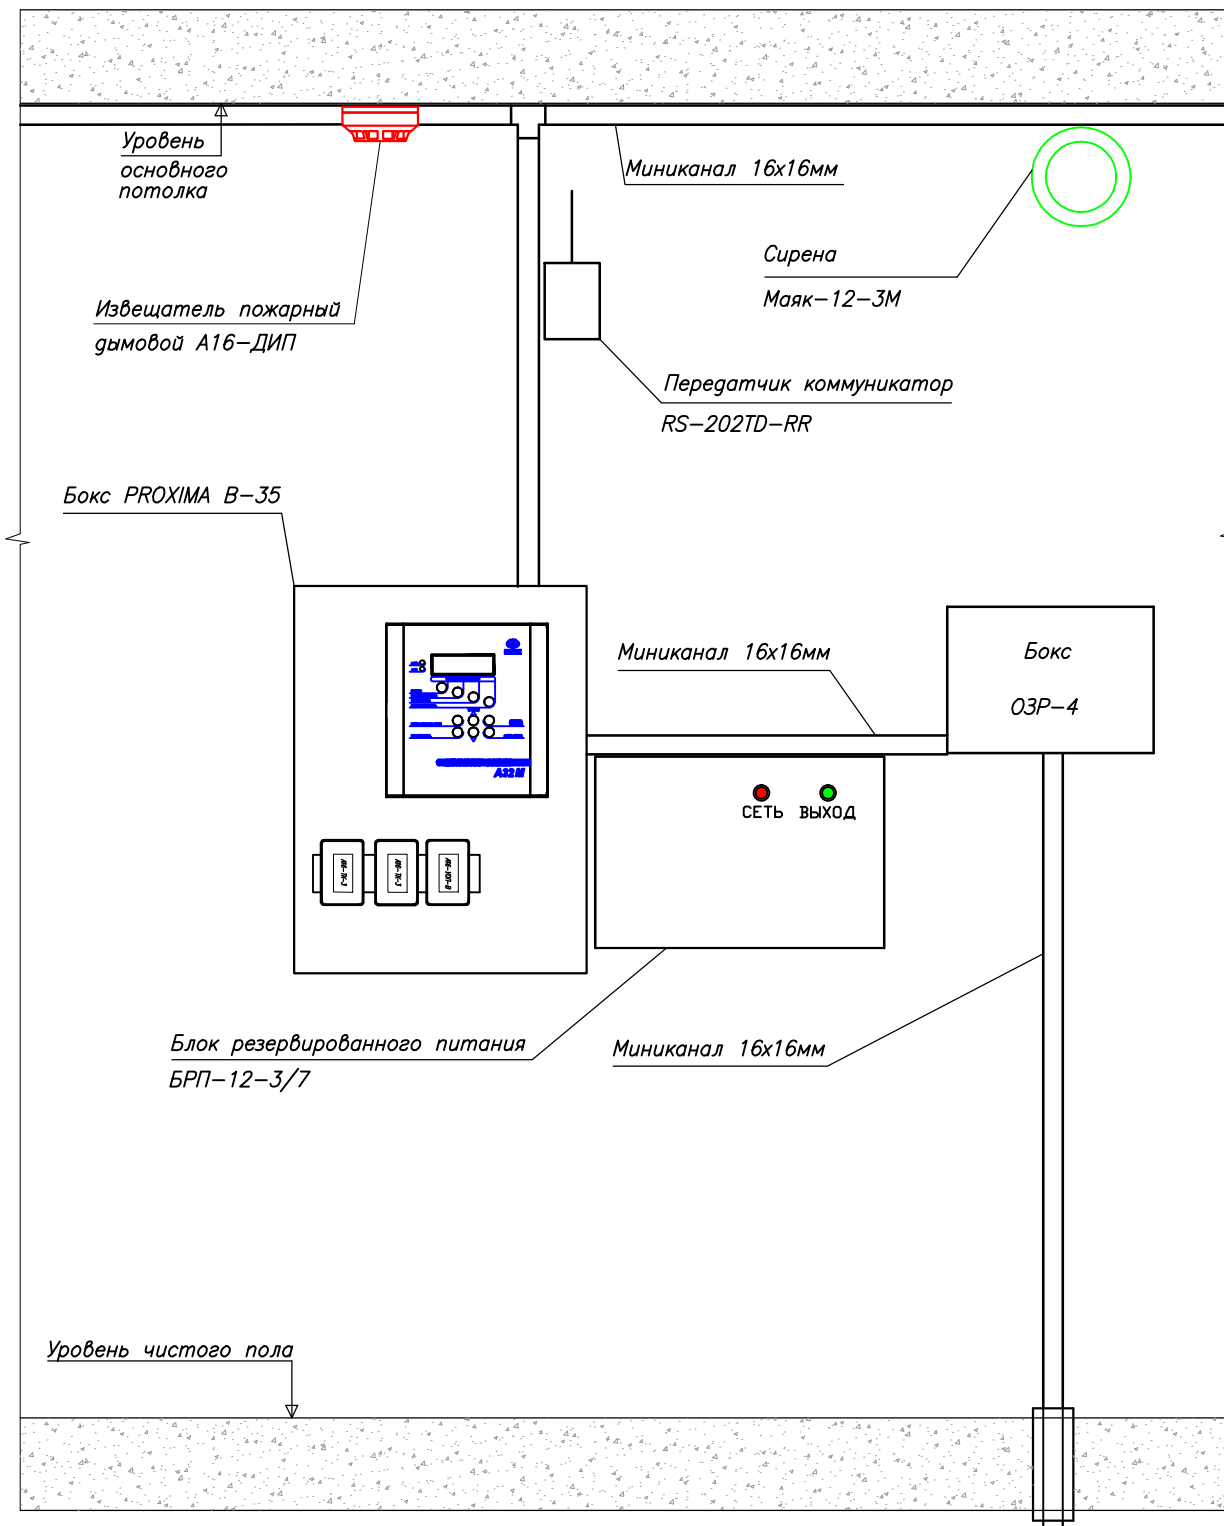 Уровень
основного
потолка
Миниканал 16х16мм
Сирена
Маяк-12-3М
Извещатель пожарный
дымовой А16-ДИП
Передатчик коммуникатор
RS-202TD-RR
Бокс PROXIMA В-35
Миниканал 16х16мм
Бокс
ОЗР-4
А32М
СЕТЬ ВЫХОД
Блок резервированного питания
БРП-12-3/7
Миниканал 16х16мм
Уровень чистого пола